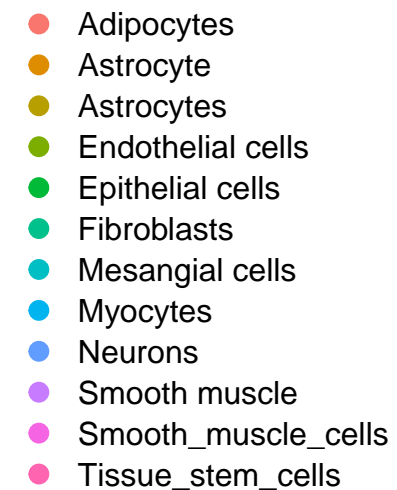 Adipocytes
Astrocyte
Astrocytes
Endothelial cells
Epithelial cells
Fibroblasts
Mesangial cells
Myocytes
Neurons
Smooth muscle
Smooth_muscle_cells
Tissue_stem_cells